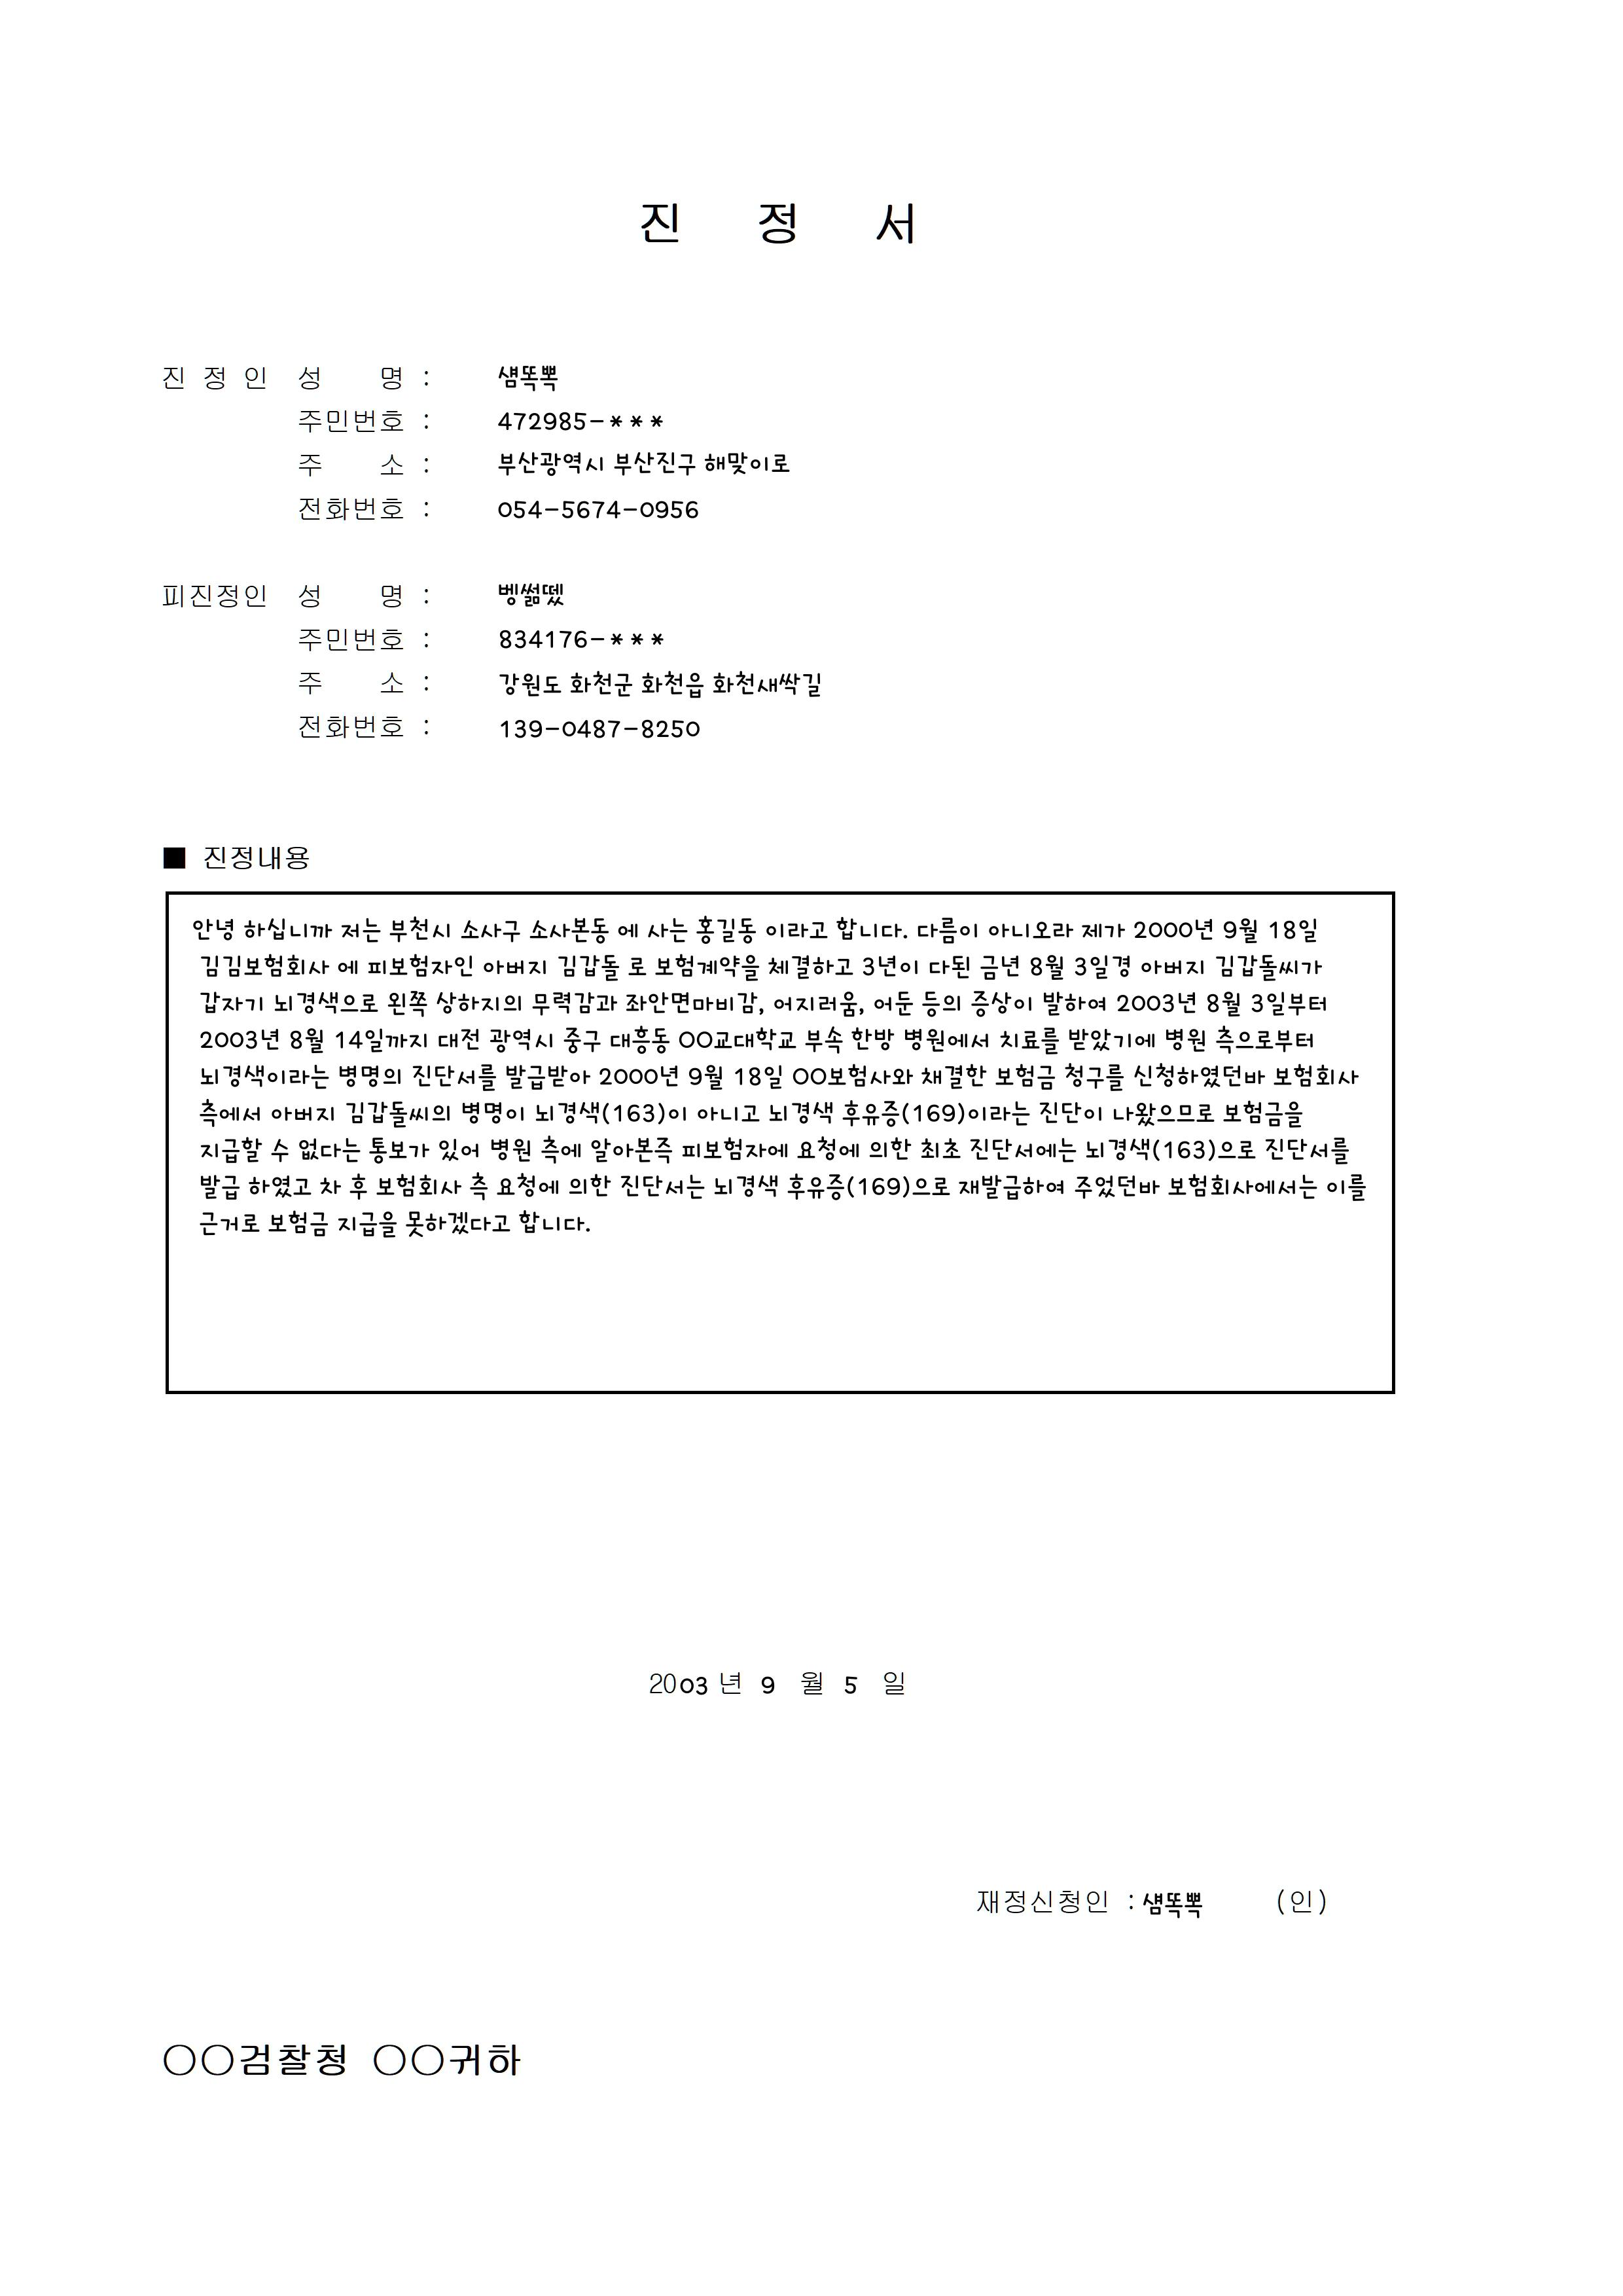 진 정 서
진 정 인 성 명 : 섐똑뽁
주민번호 : 472985-***
주 소 : 부산광역시 부산진구 해맞이로
전화번호 : 054-5674-0956
피진정인 성 명 : 벵썲뗐
주민번호 : 834176-***
주 소 : 강원도 화천군 화천읍 화천새싹길
전화번호 : 139-0487-8250
■ 진정내용
안녕 하십니까 저는 부천시 소사구 소사본동 에 사는 홍길동 이라고 합니다. 다름이 아니오라 제가 2000년 9월 18일
김김보험회사 에 피보험자인 아버지 김갑돌 로 보험계약을 체결하고 3년이 다된 금년 8월 3일경 아버지 김갑돌씨가
갑자기 뇌경색으로 왼쪽 상하지의 무력감과 좌안면마비감, 어지러움, 어둔 등의 증상이 발하여 2003년 8월 3일부터
2003년 8월 14일까지 대전 광역시 중구 대흥동 OO교대학교 부속 한방 병원에서 치료를 받았기에 병원 측으로부터
뇌경색이라는 병명의 진단서를 발급받아 2000년 9월 18일 OO보험사와 채결한 보험금 청구를 신청하였던바 보험회사
측에서 아버지 김갑돌씨의 병명이 뇌경색(163)이 아니고 뇌경색 후유증(169)이라는 진단이 나왔으므로 보험금을
지급할 수 없다는 통보가 있어 병원 측에 알아본즉 피보험자에 요청에 의한 최초 진단서에는 뇌경색(163)으로 진단서를
발급 하였고 차 후 보험회사 측 요청에 의한 진단서는 뇌경색 후유증(169)으로 재발급하여 주었던바 보험회사에서는 이를
근거로 보험금 지급을 못하겠다고 합니다.
2003 년 9 월 5 일
재정신청인 : 섐똑뽁 (인)
○○검찰청 ○○귀하